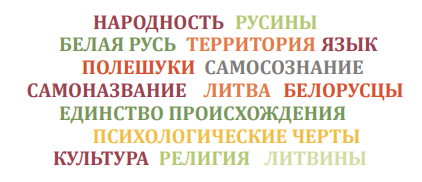 НАРОДНОСТЬ РУСИНЫ
БЕЛАЯ РУСЬ ТЕРРИТОРИЯ ЯЗЫК
ПОЛЕШУКИ САМОСОЗНАНИЕ
САМОНАЗВАНИЕ ЛИТВА БЕЛОРУСЦЫ
ЕДИНСТВО ПРОИСХОЖДЕНИЯ
ПСИХОЛОГИЧЕСКИЕ ЧЕРТЫ
КУЛЬТУРА РЕЛИГИЯ ЛИТВИНЫ